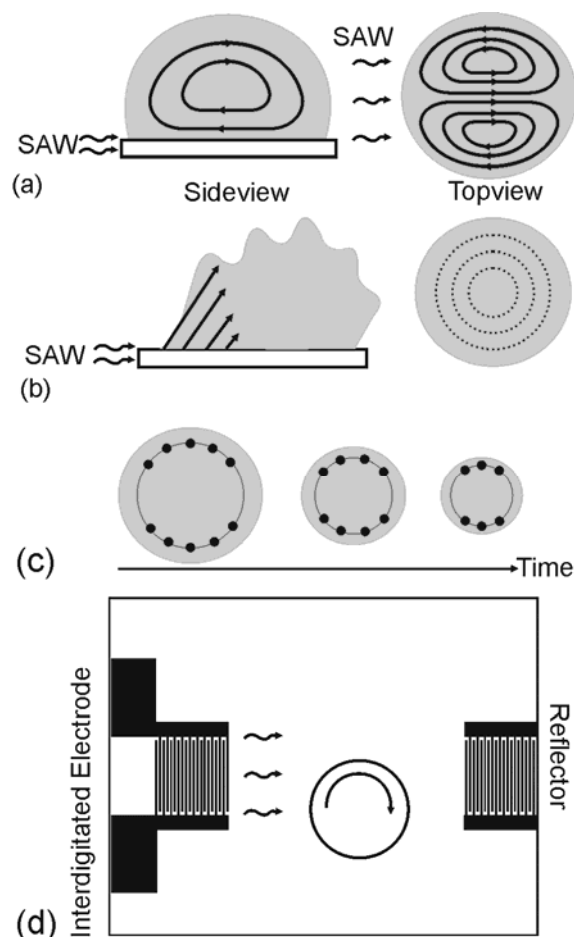 SAW
SAW
(a)
Sideview
Topview
SAW
(b)
(c)
Time
Interdigitated Electrode
Reflector
(d)